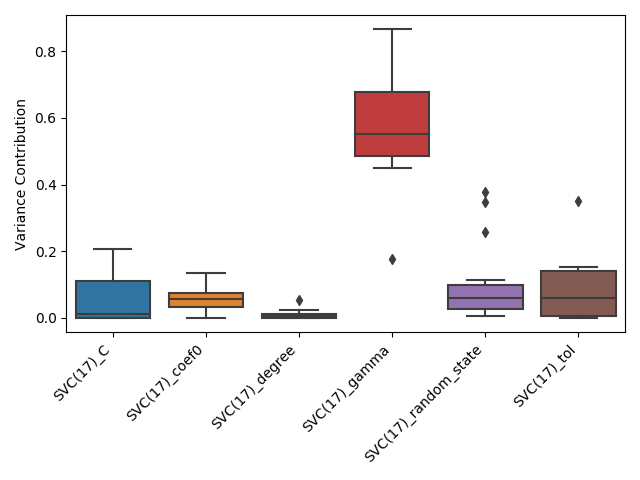 Variance Contribution
0.8
0.6
0.4
0.2
0.0
SVC(17)_C
SVC(17)_coef0
SVC(17)_degree
SVC(17)_gamma
SVC(17)_random_state
SVC(17)_tol